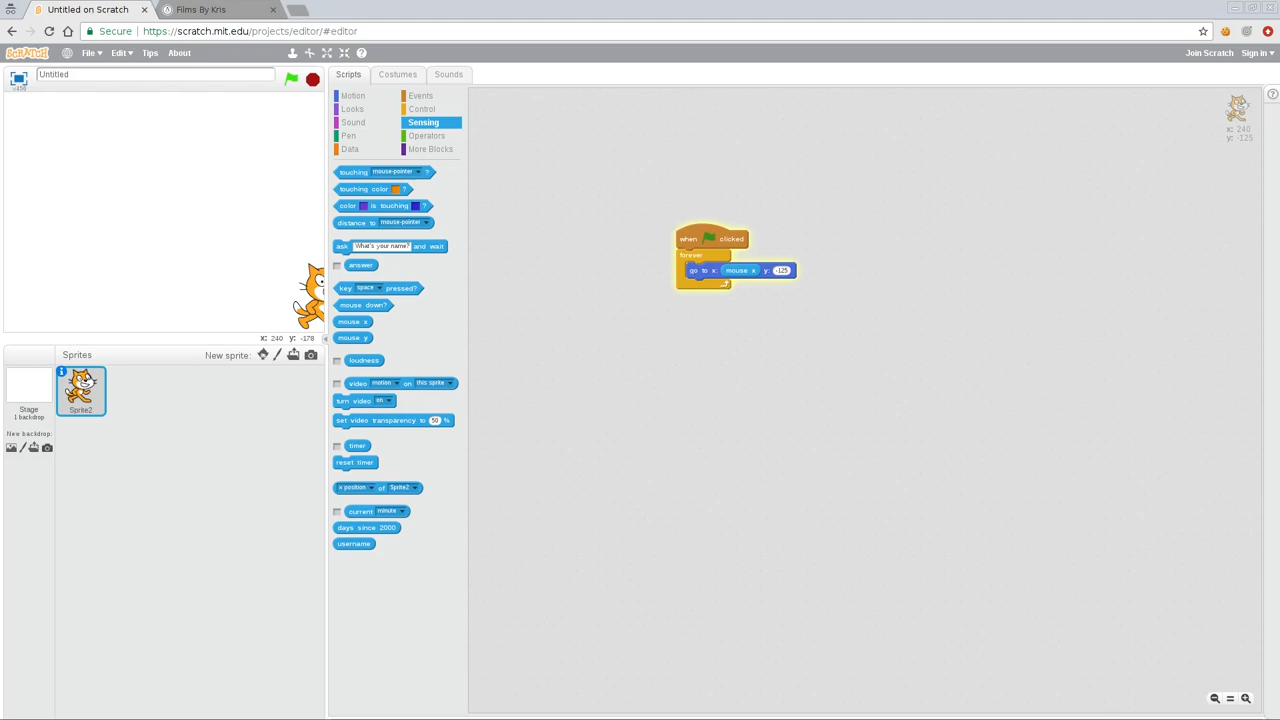 Untitled on Scratch
Films By Kris
Secure
https://scratch.mit.edu/projects/editor/#editor
SCRATCH
File
Edit
Tips
About
Join Scratch
Sign in
Untitled
Scripts
Costumes
Sounds
Motion
Events
Looks
Control
Sound
Sensing
Pen
Operators
Data
More Blocks
x: 240
y: -125
touching mouse-pointer ?
touching color ?
color is touching ?
distance to mouse-pointer
ask What's your name? and wait
answer
key space pressed?
mouse down?
mouse x
mouse y
loudness
video motion on this sprite
turn video on
set video transparency to 50 %
timer
reset timer
x position of Sprite2
current minute
days since 2000
username
when clicked
forever
go to x: mouse x y: -125
x: 240 y: -178
Sprites
New sprite:
Sprite2
Stage
1 backdrop
New backdrop: